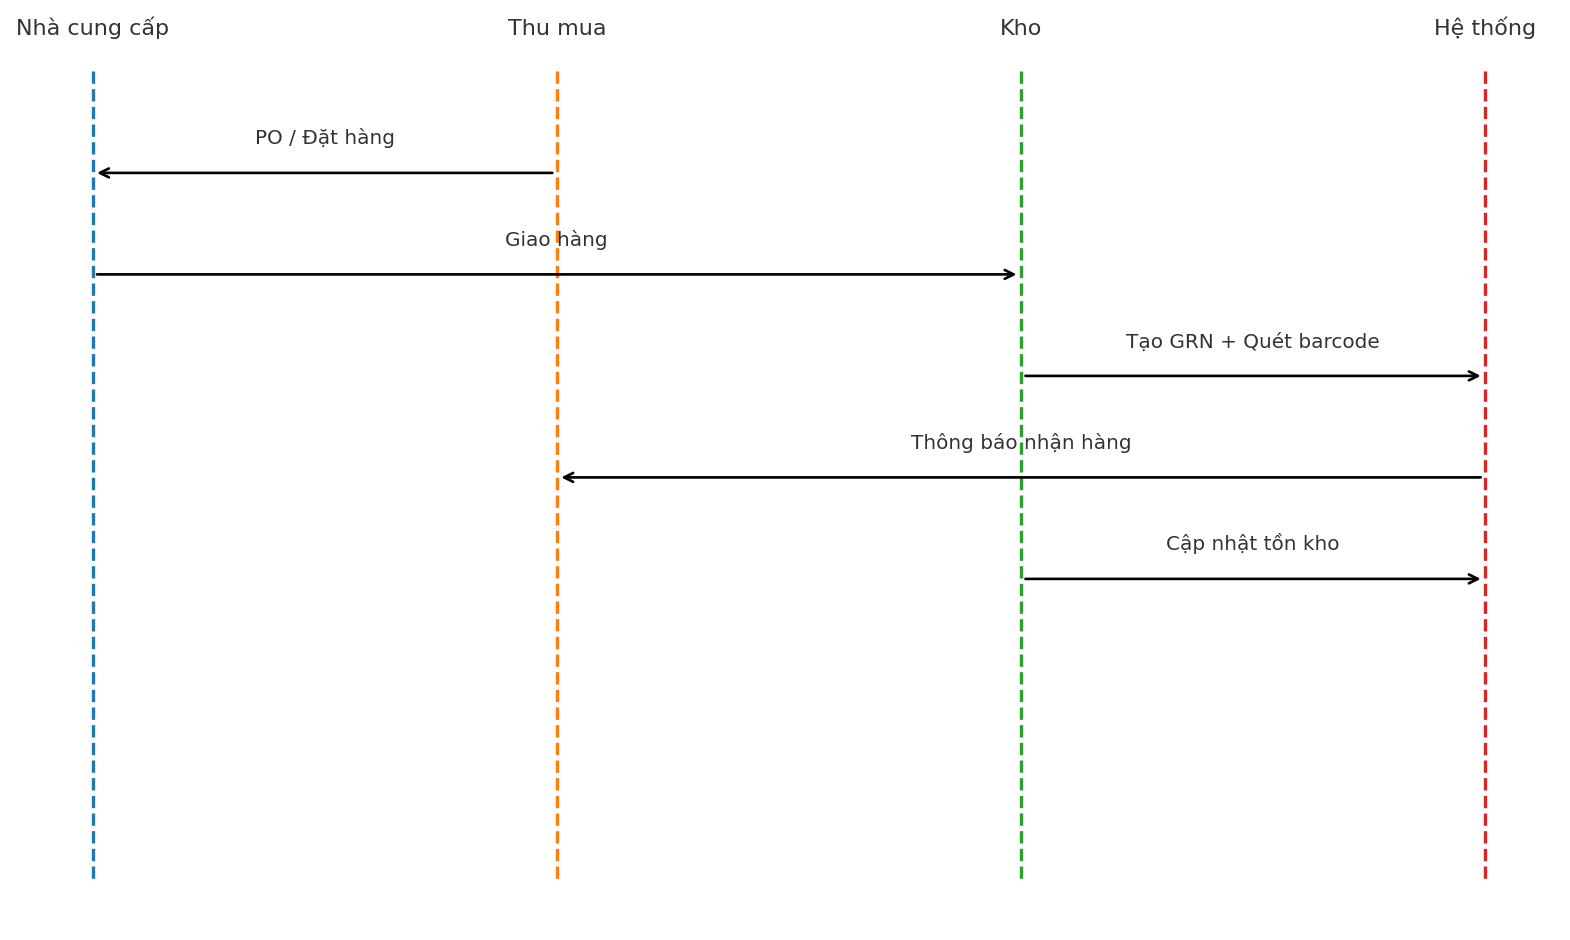 Nhà cung cấp
Thu mua
Kho
Hệ thống
PO / Đặt hàng
Giao hàng
Tạo GRN + Quét barcode
Thông báo nhận hàng
Cập nhật tồn kho